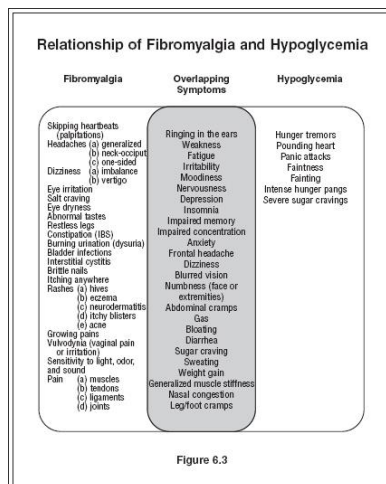 Relationship of Fibromyalgia and Hypoglycemia
Fibromyalgia
Skipping heartbeats
(palpitations)
Headaches (a) generalized
(b) neck-occiput
(c) one-sided
Dizziness (a) imbalance
(b) vertigo
Eye irritation
Salt craving
Eye dryness
Abnormal tastes
Restless legs
Constipation (IBS)
Burning urination (dysuria)
Bladder infections
Interstitial cystitis
Brittle nails
Itching anywhere
Rashes (a) hives
(b) eczema
(c) neurodermatitis
(d) itchy blisters
(e) acne
Growing pains
Vulvodynia (vaginal pain
or irritation)
Sensitivity to light, odor,
and sound
Pain (a) muscles
(b) tendons
(c) ligaments
(d) joints
Overlapping
Symptoms
Ringing in the ears
Weakness
Fatigue
Irritability
Moodiness
Nervousness
Depression
Insomnia
Impaired memory
Impaired concentration
Anxiety
Frontal headache
Dizziness
Blurred vision
Numbness (face or
extremities)
Abdominal cramps
Gas
Bloating
Diarrhea
Sugar craving
Sweating
Weight gain
Generalized muscle stiffness
Nasal congestion
Leg/foot cramps
Hypoglycemia
Hunger tremors
Pounding heart
Panic attacks
Faintness
Fainting
Intense hunger pangs
Severe sugar cravings
Figure 6.3